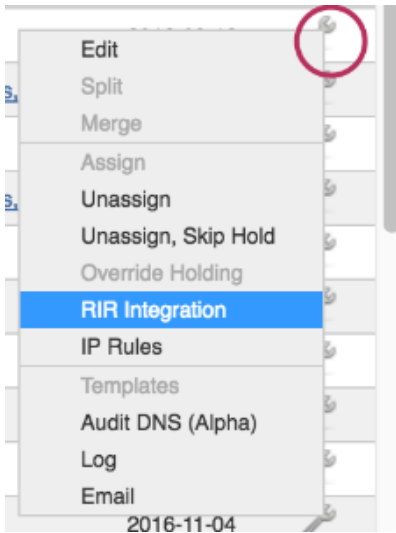 Edit
s,
Split
Merge
Assign
s,
Unassign
Unassign, Skip Hold
Override Holding
RIR Integration
IP Rules
Templates
Audit DNS (Alpha)
Log
Email
2016-11-04